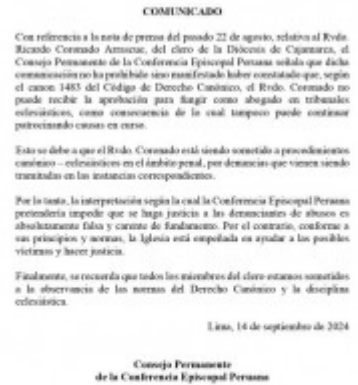 COMUNICADO
Con referencia a la nota de prensa del pasado 22 de agosto, relativa al Rvdo.
Ricardo Coronado Arrascue, del clero de la Diócesis de Cajamarca, el
Consejo Permanente de la Conferencia Episcopal Peruana señala que dicha
comunicación no ha prohibido sino manifestado haber constatado que, según
el canon 1483 del Código de Derecho Canónico, el Rvdo. Coronado no
puede recibir la aprobación para fungir como abogado en tribunales
eclesiásticos, como consecuencia de lo cual tampoco puede continuar
patrocinando causas en curso.
Esto se debe a que el Rvdo. Coronado está siendo sometido a procedimientos
canónico – eclesiásticos en el ámbito penal, por denuncias que vienen siendo
tramitadas en las instancias correspondientes.
Por lo tanto, la interpretación según la cual la Conferencia Episcopal Peruana
pretendería impedir que se haga justicia a las denunciantes de abusos es
absolutamente falsa y carente de fundamento. Por el contrario, conforme a
sus principios y normas, la Iglesia está empeñada en ayudar a las posibles
víctimas y hacer justicia.
Finalmente, se recuerda que todos los miembros del clero estamos sometidos
a la observancia de las normas del Derecho Canónico y la disciplina
eclesiástica.
Lima, 14 de septiembre de 2024
Consejo Permanente
de la Conferencia Episcopal Peruana